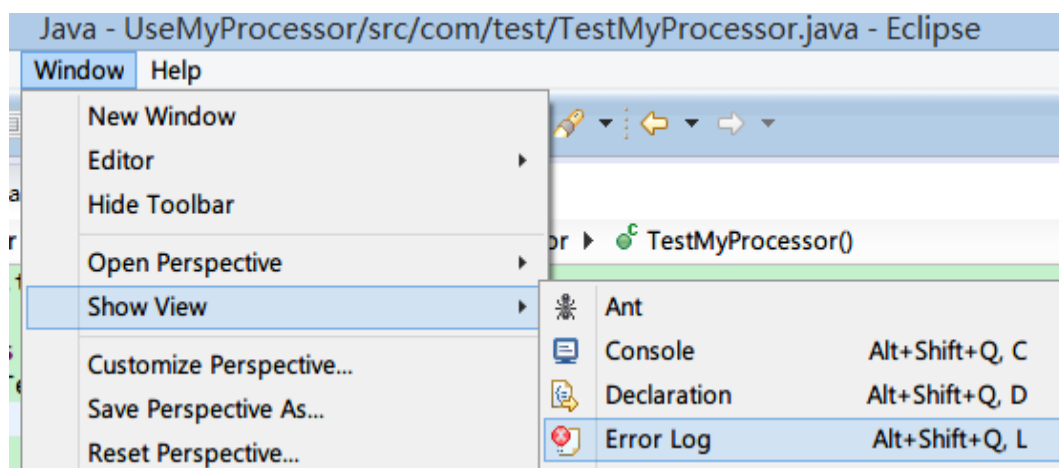 Java - UseMyProcessor/src/com/test/TestMyProcessor.java - Eclipse
Window Help
New Window
Editor
Hide Toolbar
TestMyProcessor()
Open Perspective
Show View
Ant
Console Alt+Shift+Q, C
Customize Perspective...
Declaration Alt+Shift+Q, D
Save Perspective As...
Error Log Alt+Shift+Q, L
Reset Perspective...